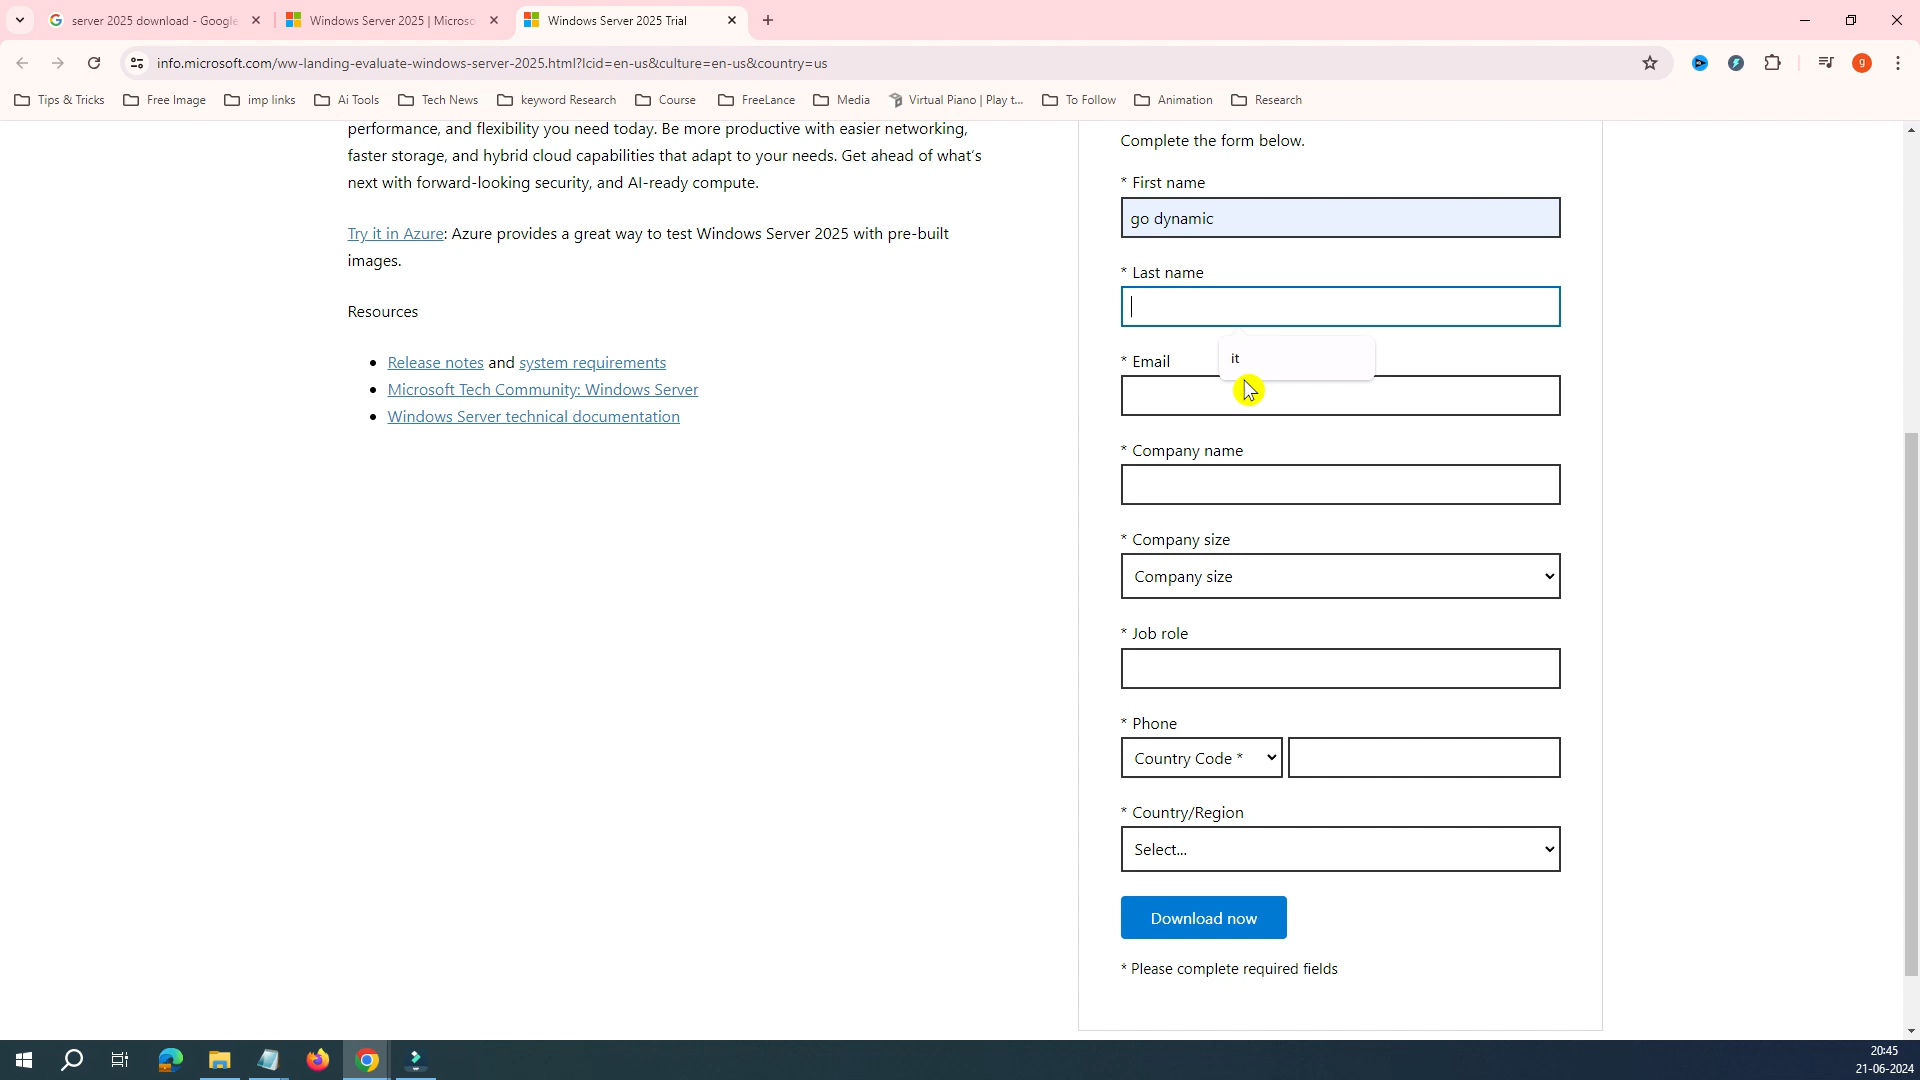 server 2025 download - Google
Windows Server 2025 | Microso
Windows Server 2025 Trial
info.microsoft.com/ww-landing-evaluate-windows-server-2025.html?lcid=en-us&culture=en-us&country=us
g
Tips & Tricks
Free Image
imp links
Ai Tools
Tech News
keyword Research
Course
FreeLance
Media
Virtual Piano | Play t...
To Follow
Animation
Research
performance, and flexibility you need today. Be more productive with easier networking,
faster storage, and hybrid cloud capabilities that adapt to your needs. Get ahead of what's
next with forward-looking security, and AI-ready compute.
Try it in Azure: Azure provides a great way to test Windows Server 2025 with pre-built
images.
Resources
Release notes and system requirements
Microsoft Tech Community: Windows Server
Windows Server technical documentation
Complete the form below.
* First name
go dynamic
* Last name
it
* Email
* Company name
* Company size
Company size
* Job role
* Phone
Country Code *
* Country/Region
Select...
Download now
* Please complete required fields
20:45
21-06-2024